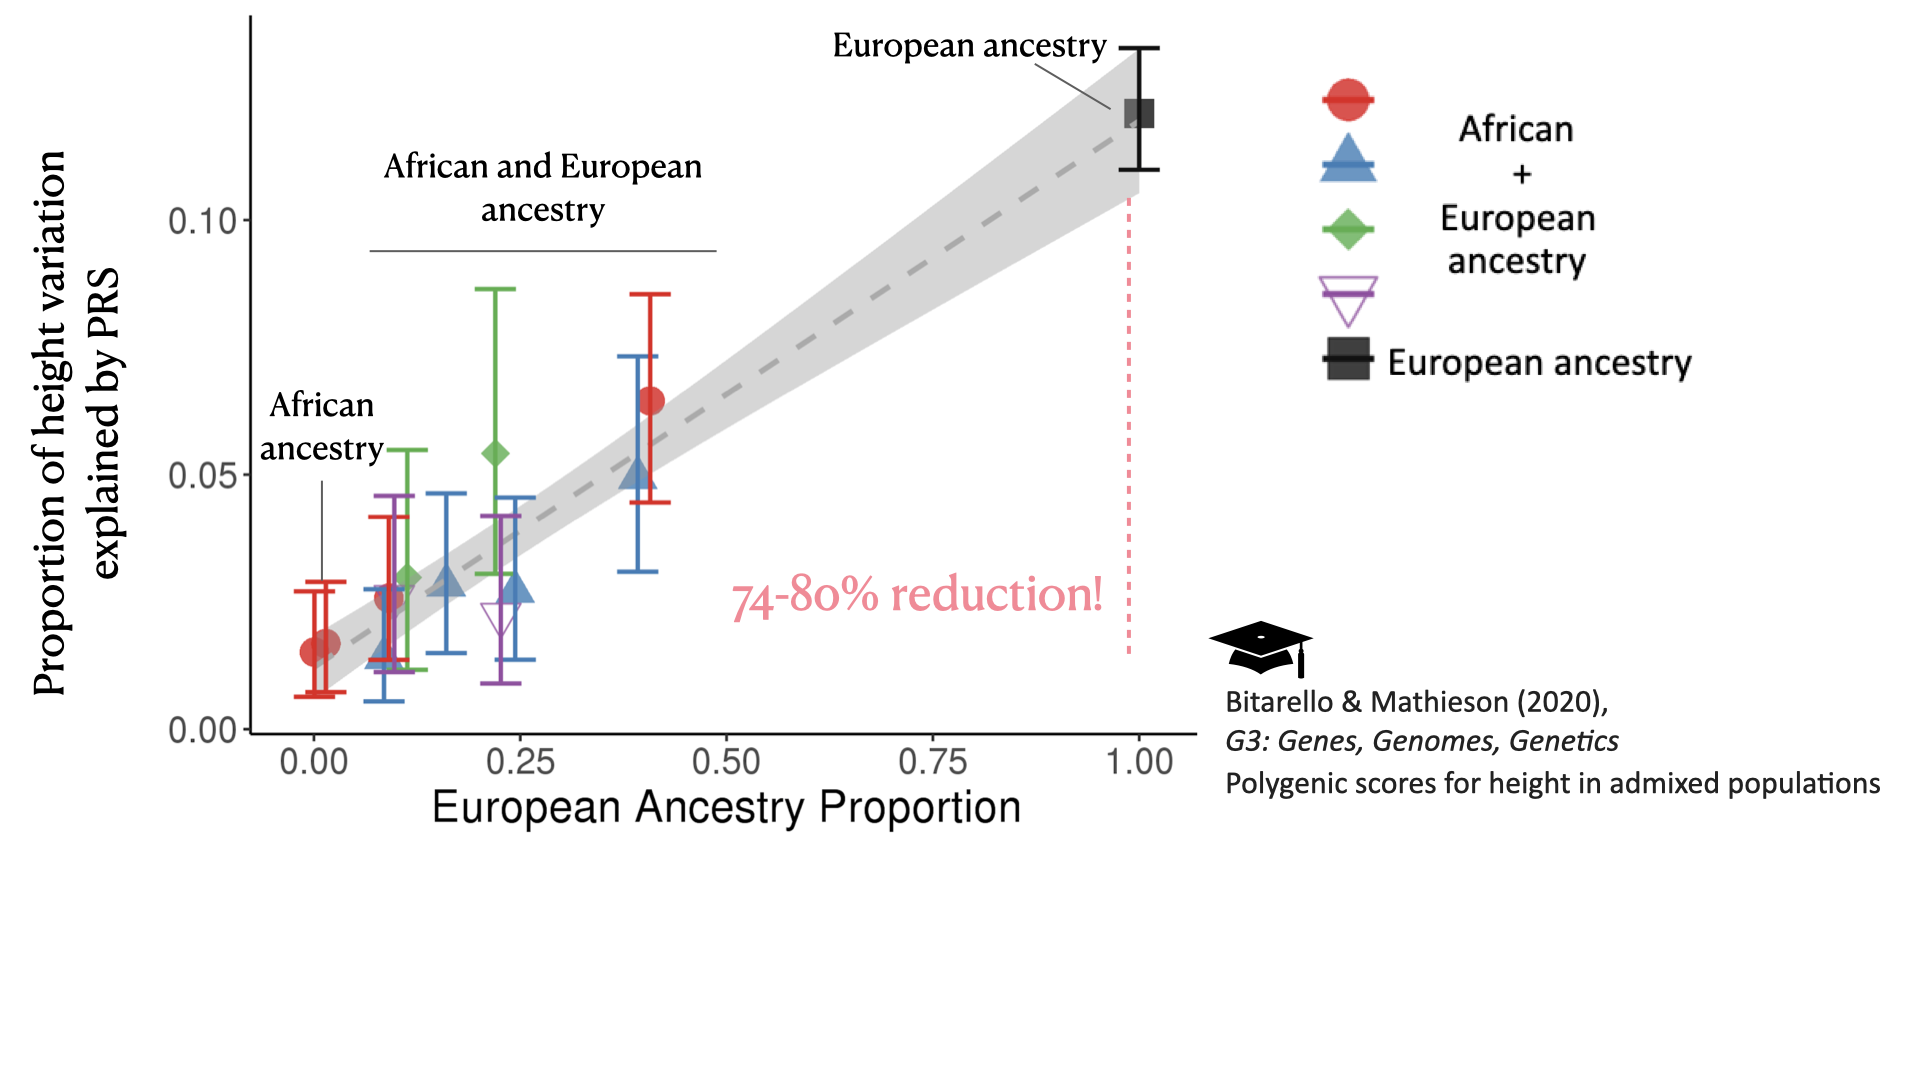 Proportion of height variation
explained by PRS
0.10
0.05
0.00
0.00
0.25
0.50
0.75
1.00
European Ancestry Proportion
African
ancestry
African and European
ancestry
European ancestry
74-80% reduction!
African
+
European
ancestry
European ancestry
Bitarello & Mathieson (2020),
G3: Genes, Genomes, Genetics
Polygenic scores for height in admixed populations